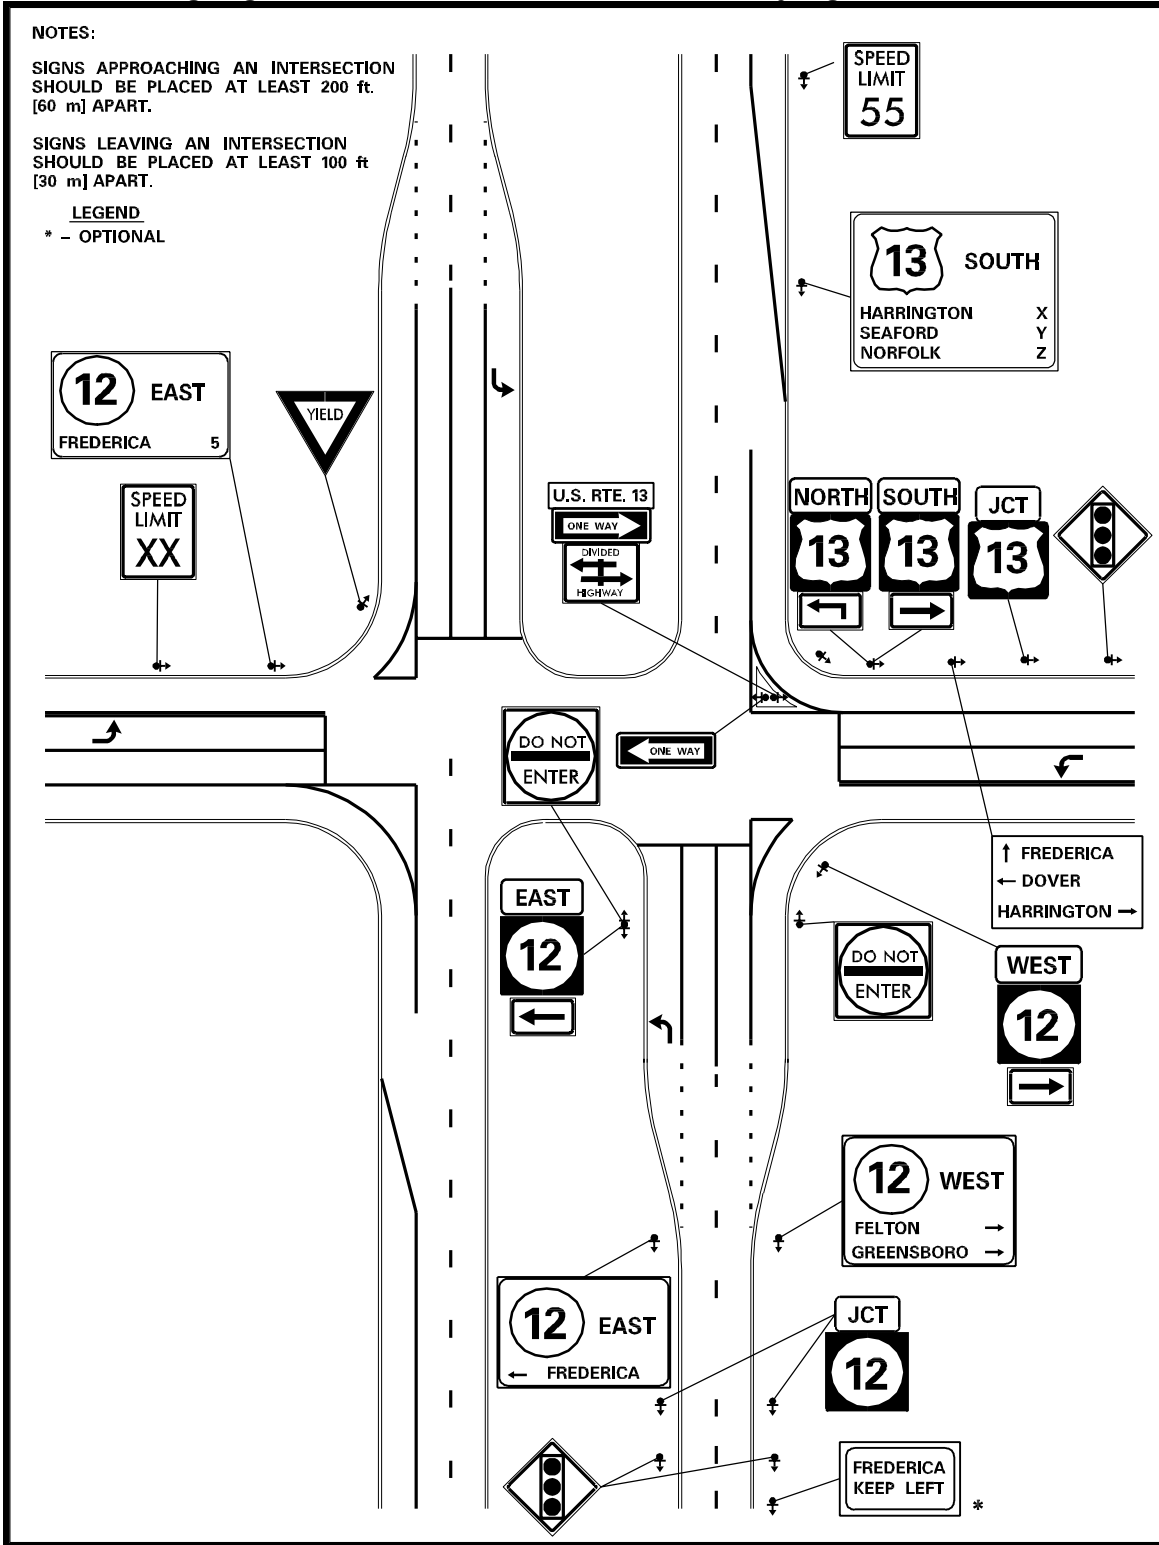 NOTES:
SIGNS APPROACHING AN INTERSECTION
SHOULD BE PLACED AT LEAST 200 ft.
[60 m] APART.
SIGNS LEAVING AN INTERSECTION
SHOULD BE PLACED AT LEAST 100 ft
[30 m] APART.
LEGEND
* – OPTIONAL
SPEED
LIMIT
55
13 SOUTH
HARRINGTON X
SEAFORD Y
NORFOLK Z
12 EAST
FREDERICA 5
YIELD
SPEED
LIMIT
XX
U.S. RTE. 13
ONE WAY
DIVIDED
HIGHWAY
NORTH
13
SOUTH
13
JCT
13
DO NOT
ENTER
ONE WAY
↑ FREDERICA
← DOVER
HARRINGTON →
EAST
12
DO NOT
ENTER
WEST
12
12 WEST
FELTON →
GREENSBORO →
12 EAST
← FREDERICA
JCT
12
FREDERICA
KEEP LEFT
*